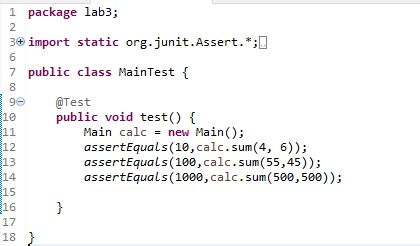 1 package lab3;
2
3 import static org.junit.Assert.*;
6
7 public class MainTest {
8
9 @Test
10 public void test() {
11 Main calc = new Main();
12 assertEquals(10,calc.sum(4, 6));
13 assertEquals(100,calc.sum(55,45));
14 assertEquals(1000,calc.sum(500,500));
15
16 }
17
18 }